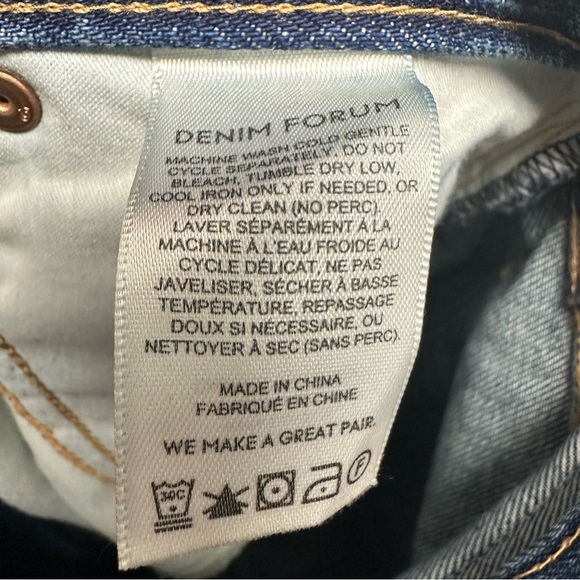 DENIM FORUM
MACHINE WASH COLD GENTLE
CYCLE SEPARATELY, DO NOT
BLEACH, TUMBLE DRY LOW,
COOL IRON ONLY IF NEEDED, OR
DRY CLEAN (NO PERC)
LAVER SÉPARÉMENT À LA
MACHINE À L'EAU FROIDE AU
CYCLE DÉLICAT, NE PAS
JAVELISER, SÉCHER À BASSE
TEMPÉRATURE, REPASSAGE
DOUX SI NÉCESSAIRE, OU
NETTOYER À SEC (SANS PERC).
MADE IN CHINA
FABRIQUÉ EN CHINE
WE MAKE A GREAT PAIR.
30C
F